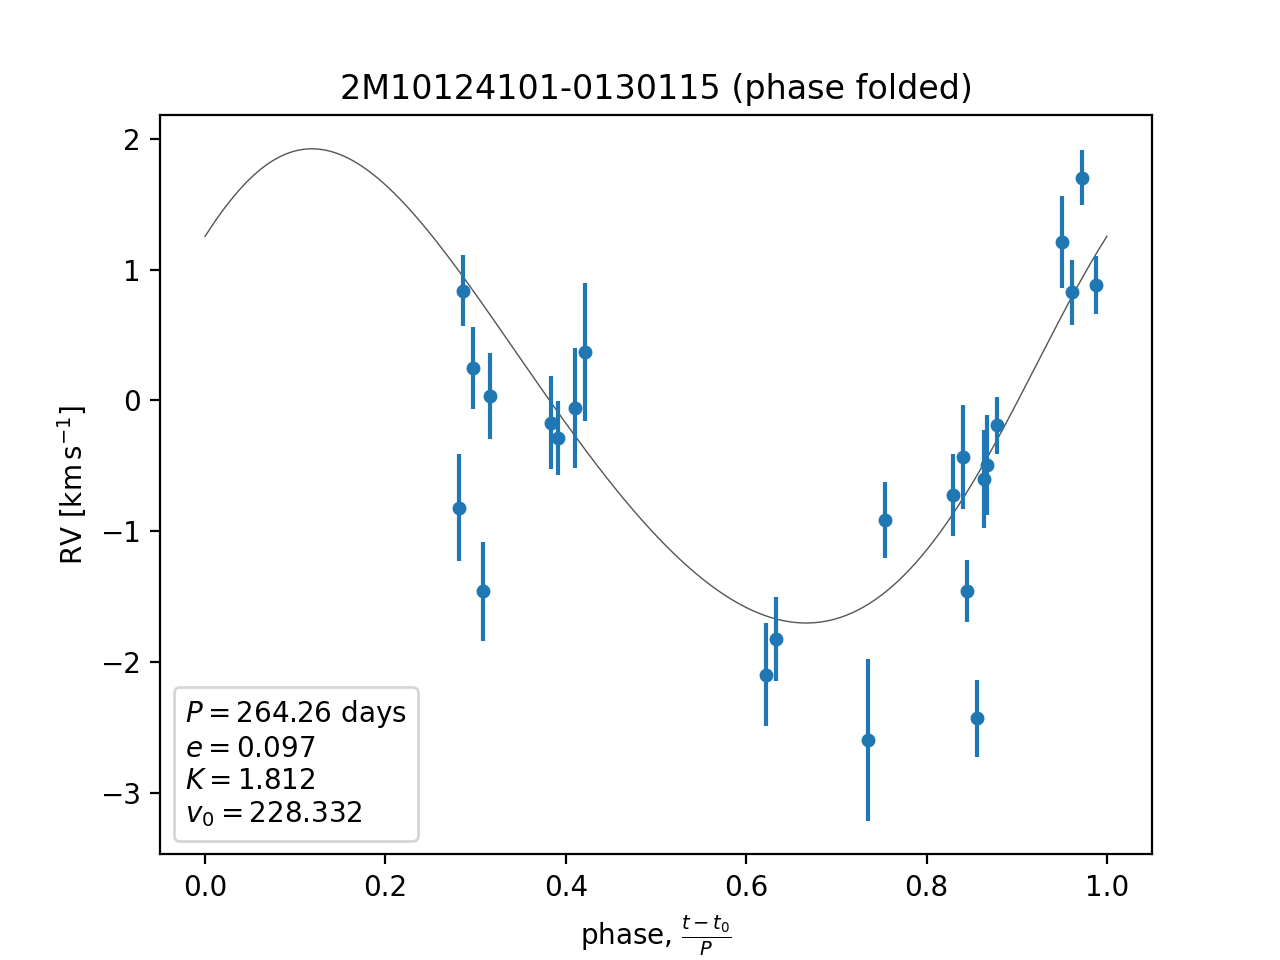 2M10124101-0130115 (phase folded)
2
1
0
−1
−2
−3
RV [km s⁻¹]
P = 264.26 days
e = 0.097
K = 1.812
v₀ = 228.332
0.0 0.2 0.4 0.6 0.8 1.0
phase, (t − t₀)/P